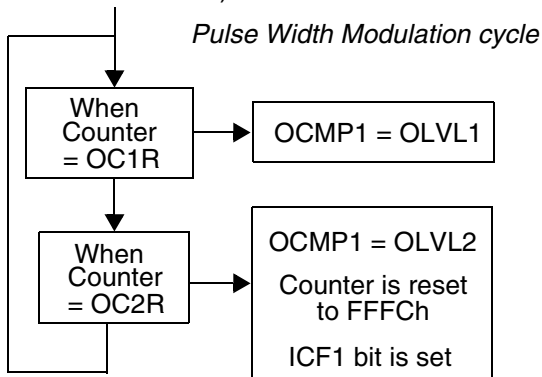 Pulse Width Modulation cycle
When
Counter
= OC1R
OCMP1 = OLVL1
When
Counter
= OC2R
OCMP1 = OLVL2
Counter is reset
to FFFCh
ICF1 bit is set